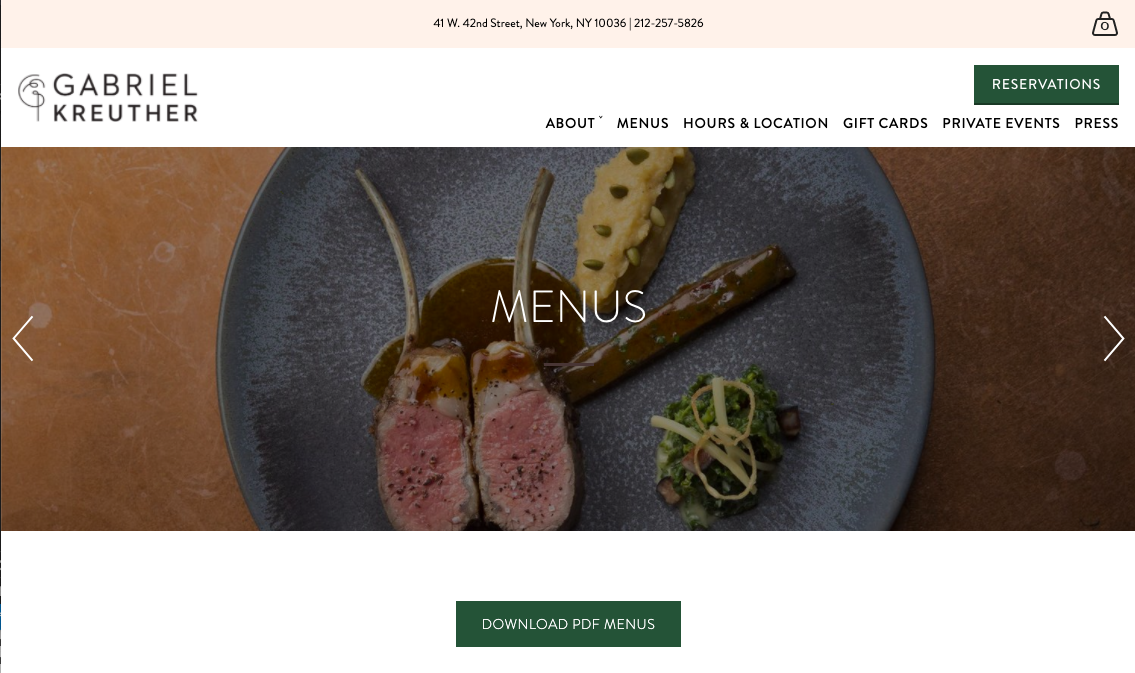 41 W. 42nd Street, New York, NY 10036 | 212-257-5826
0
GABRIEL
KREUTHER
RESERVATIONS
ABOUT ˇ MENUS HOURS & LOCATION GIFT CARDS PRIVATE EVENTS PRESS
MENUS
DOWNLOAD PDF MENUS